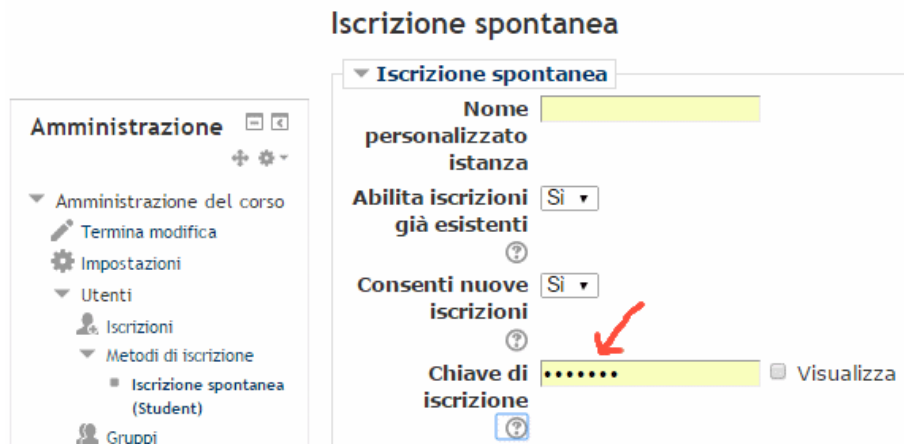 Iscrizione spontanea
Iscrizione spontanea
Nome
personalizzato
istanza
Abilita iscrizioni Sì
già esistenti
Consenti nuove Sì
iscrizioni
Chiave di ••••••• Visualizza
iscrizione
Amministrazione
Amministrazione del corso
Termina modifica
Impostazioni
Utenti
Iscrizioni
Metodi di iscrizione
Iscrizione spontanea
(Student)
Gruppi